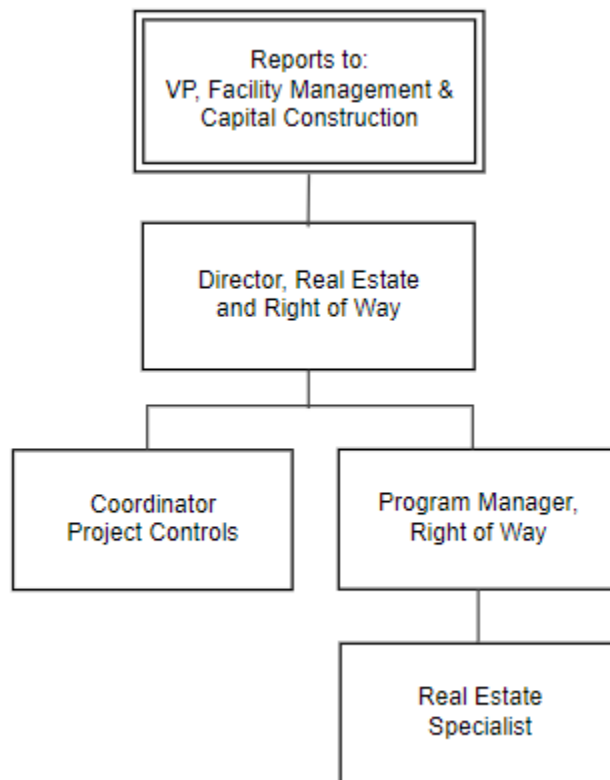 Reports to:
VP, Facility Management &
Capital Construction
Director, Real Estate
and Right of Way
Coordinator
Project Controls
Program Manager,
Right of Way
Real Estate
Specialist